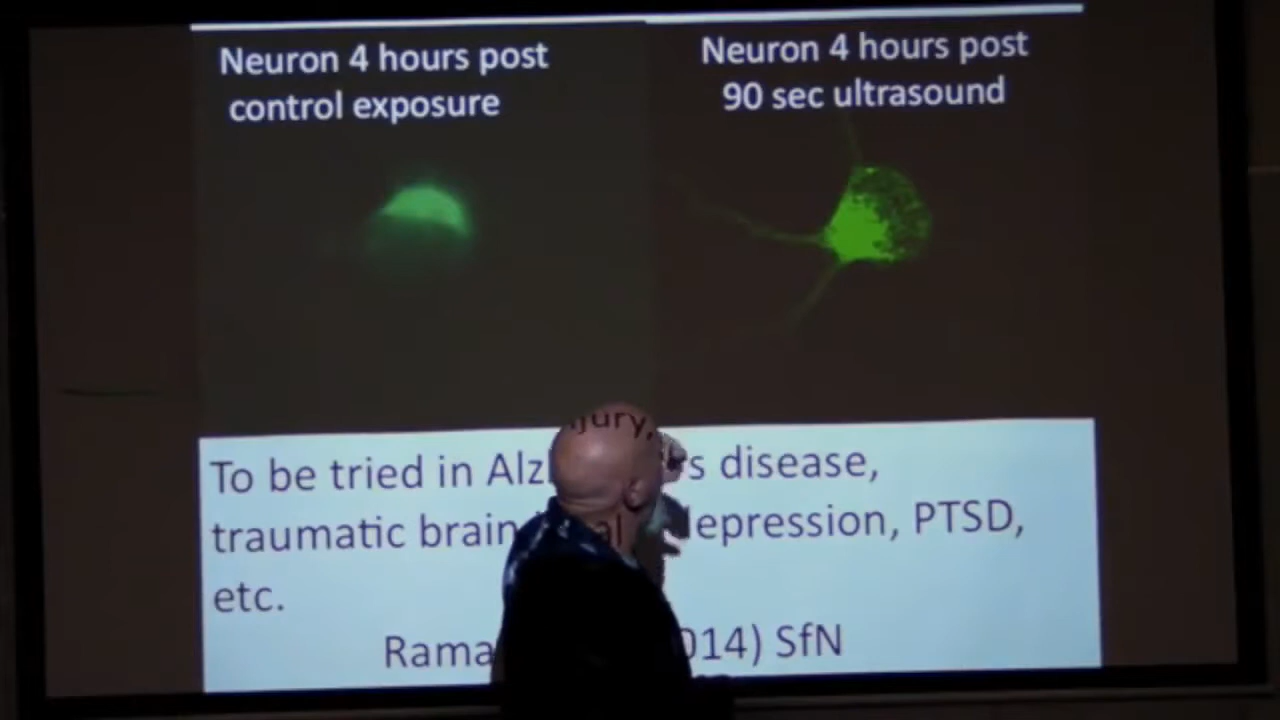 Neuron 4 hours post
control exposure
Neuron 4 hours post
90 sec ultrasound
To be tried in Alz s disease,
traumatic brain jury, epression, PTSD,
etc.
Rama 014) SfN